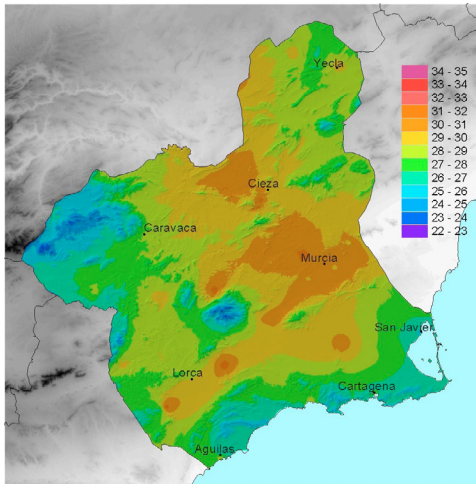 Yecla
34 - 35
33 - 34
32 - 33
31 - 32
30 - 31
29 - 30
28 - 29
27 - 28
26 - 27
25 - 26
24 - 25
23 - 24
22 - 23
Cieza
Caravaca
Murcia
San Javier
Lorca
Cartagena
Aguilas